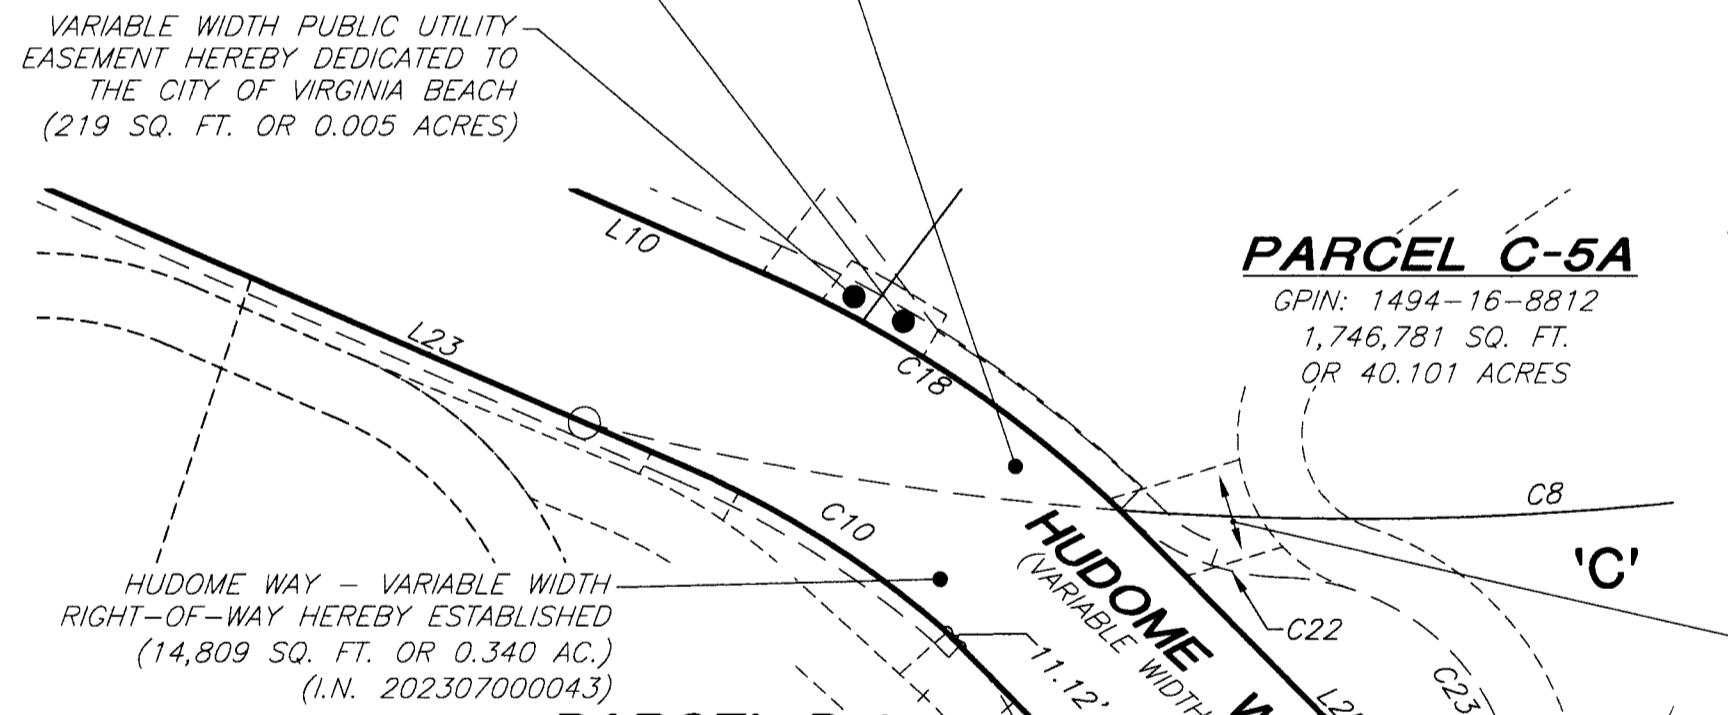 VARIABLE WIDTH PUBLIC UTILITY
EASEMENT HEREBY DEDICATED TO
THE CITY OF VIRGINIA BEACH
(219 SQ. FT. OR 0.005 ACRES)
L10
PARCEL C-5A
GPIN: 1494-16-8812
1,746,781 SQ. FT.
OR 40.101 ACRES
L23
C18
C8
C10
'C'
HUDOME
(VARIABLE WIDTH
HUDOME WAY - VARIABLE WIDTH
RIGHT-OF-WAY HEREBY ESTABLISHED
(14,809 SQ. FT. OR 0.340 AC.)
(I.N. 202307000043)
C22
11.12'
C23